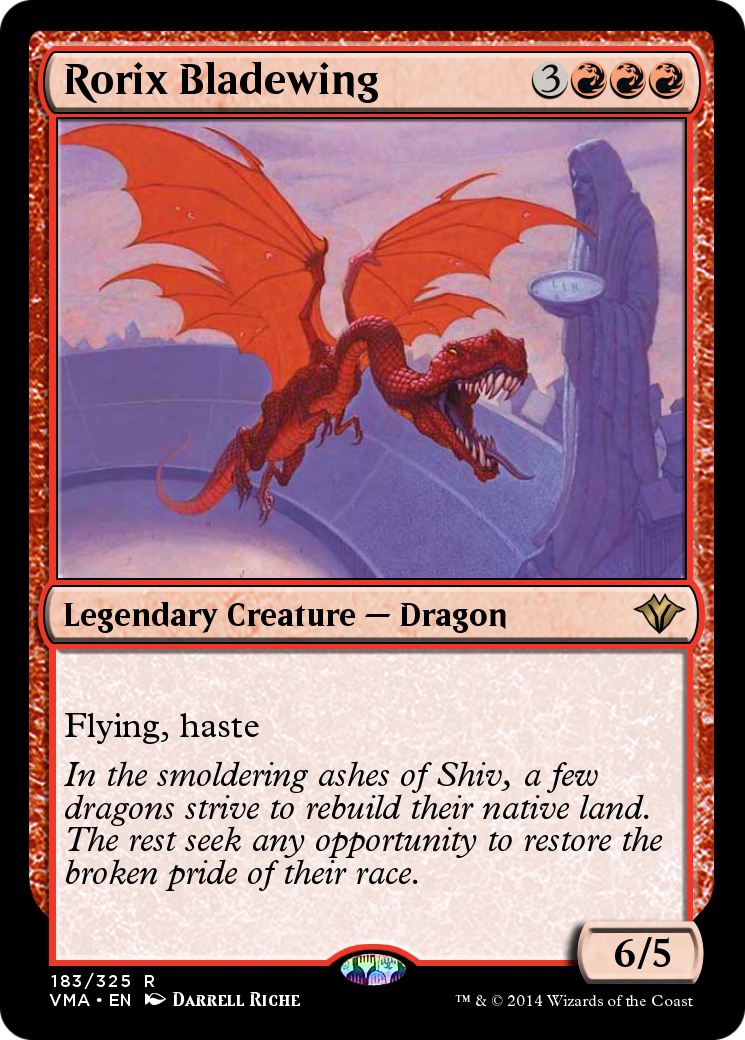 Rorix Bladewing 3
Legendary Creature — Dragon
Flying, haste
In the smoldering ashes of Shiv, a few
dragons strive to rebuild their native land.
The rest seek any opportunity to restore the
broken pride of their race.
6/5
183/325 R
VMA • EN Darrell Riche
™ & © 2014 Wizards of the Coast